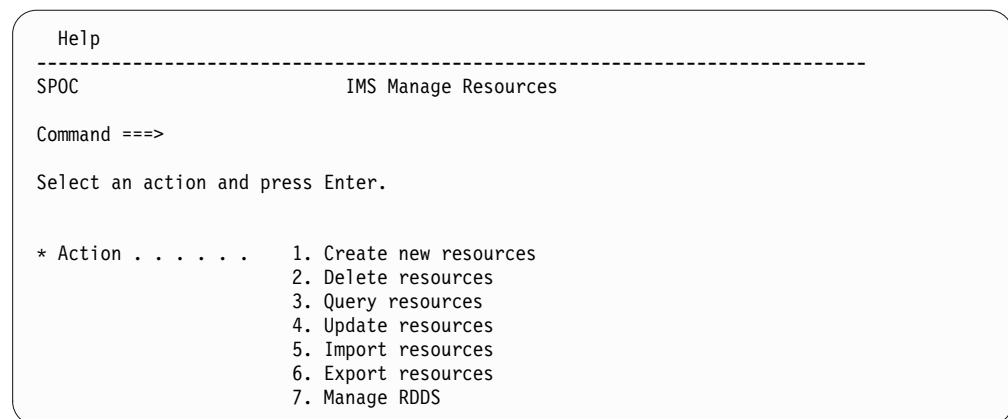 Help
------------------------------------------------------------------------------
SPOC IMS Manage Resources
Command ===>
Select an action and press Enter.
* Action . . . . . . 1. Create new resources
2. Delete resources
3. Query resources
4. Update resources
5. Import resources
6. Export resources
7. Manage RDDS